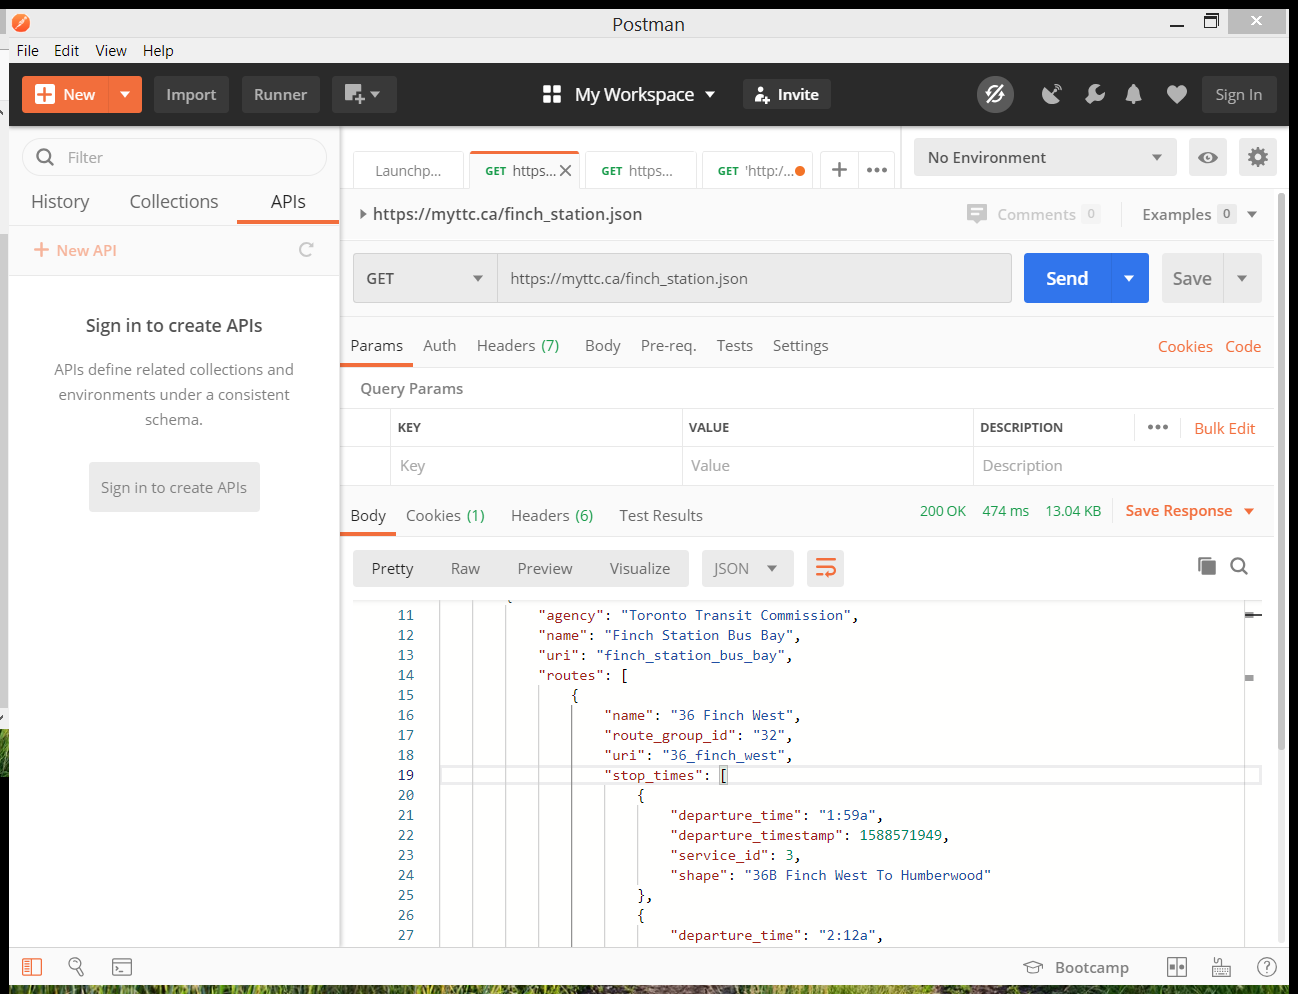 Postman
File Edit View Help
New Import Runner My Workspace Invite Sign In
Filter
History Collections APIs
+ New API
Sign in to create APIs
APIs define related collections and
environments under a consistent
schema.
Sign in to create APIs
Launchp... GET https... GET https... GET 'http:/... + ••• No Environment
https://myttc.ca/finch_station.json Comments 0 Examples 0
GET https://myttc.ca/finch_station.json Send Save
Params Auth Headers (7) Body Pre-req. Tests Settings Cookies Code
Query Params
KEY VALUE DESCRIPTION ••• Bulk Edit
Key Value Description
Body Cookies (1) Headers (6) Test Results 200 OK 474 ms 13.04 KB Save Response
Pretty Raw Preview Visualize JSON
11 "agency": "Toronto Transit Commission",
12 "name": "Finch Station Bus Bay",
13 "uri": "finch_station_bus_bay",
14 "routes": [
15 {
16 "name": "36 Finch West",
17 "route_group_id": "32",
18 "uri": "36_finch_west",
19 "stop_times": [
20 {
21 "departure_time": "1:59a",
22 "departure_timestamp": 1588571949,
23 "service_id": 3,
24 "shape": "36B Finch West To Humberwood"
25 },
26 {
27 "departure_time": "2:12a",
Bootcamp